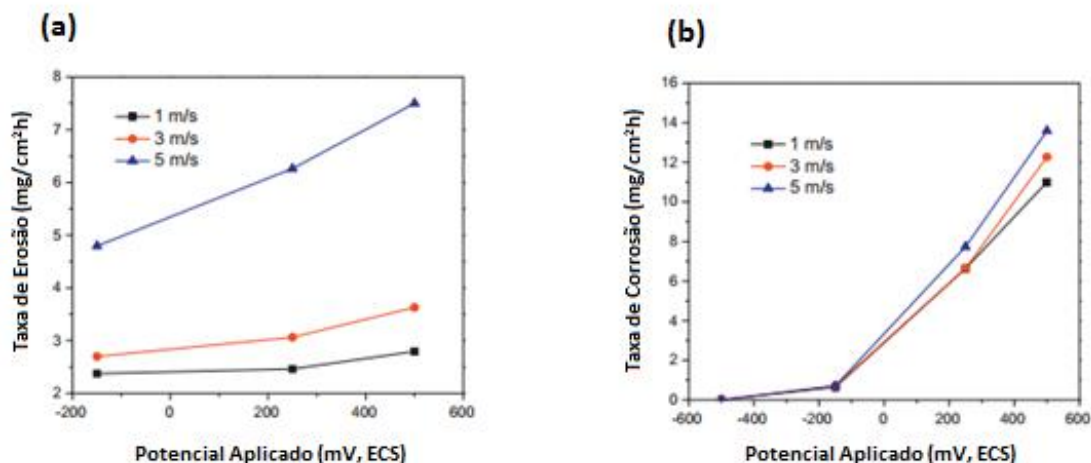 (a)
8
7
6
5
4
3
2
Taxa de Erosão (mg/cm²h)
1 m/s
3 m/s
5 m/s
-200 0 200 400 600
Potencial Aplicado (mV, ECS)
(b)
16
14
12
10
8
6
4
2
0
Taxa de Corrosão (mg/cm²h)
1 m/s
3 m/s
5 m/s
-600 -400 -200 0 200 400 600
Potencial Aplicado (mV, ECS)